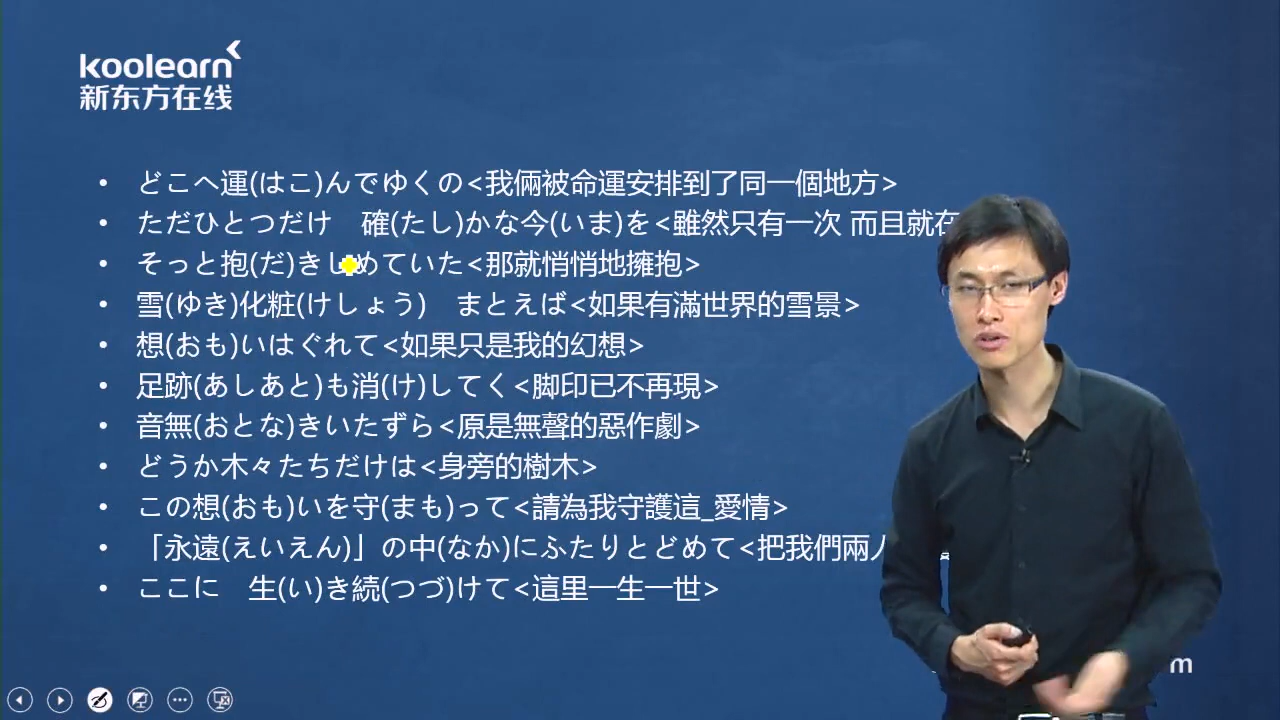 koolearn
新东方在线
• どこへ運(はこ)んでゆくの<我倆被命運安排到了同一個地方>
• ただひとつだけ　確(たし)かな今(いま)を<雖然只有一次 而且就在
• そっと抱(だ)きしめていた<那就悄悄地擁抱>
• 雪(ゆき)化粧(けしょう)　まとえば<如果有滿世界的雪景>
• 想(おも)いはぐれて<如果只是我的幻想>
• 足跡(あしあと)も消(け)してく<脚印已不再現>
• 音無(おとな)きいたずら<原是無聲的惡作劇>
• どうか木々たちだけは<身旁的樹木>
• この想(おも)いを守(まも)って<請為我守護這_愛情>
• 「永遠(えいえん)」の中(なか)にふたりとどめて<把我們兩人
• ここに　生(い)き続(つづ)けて<這里一生一世>
m